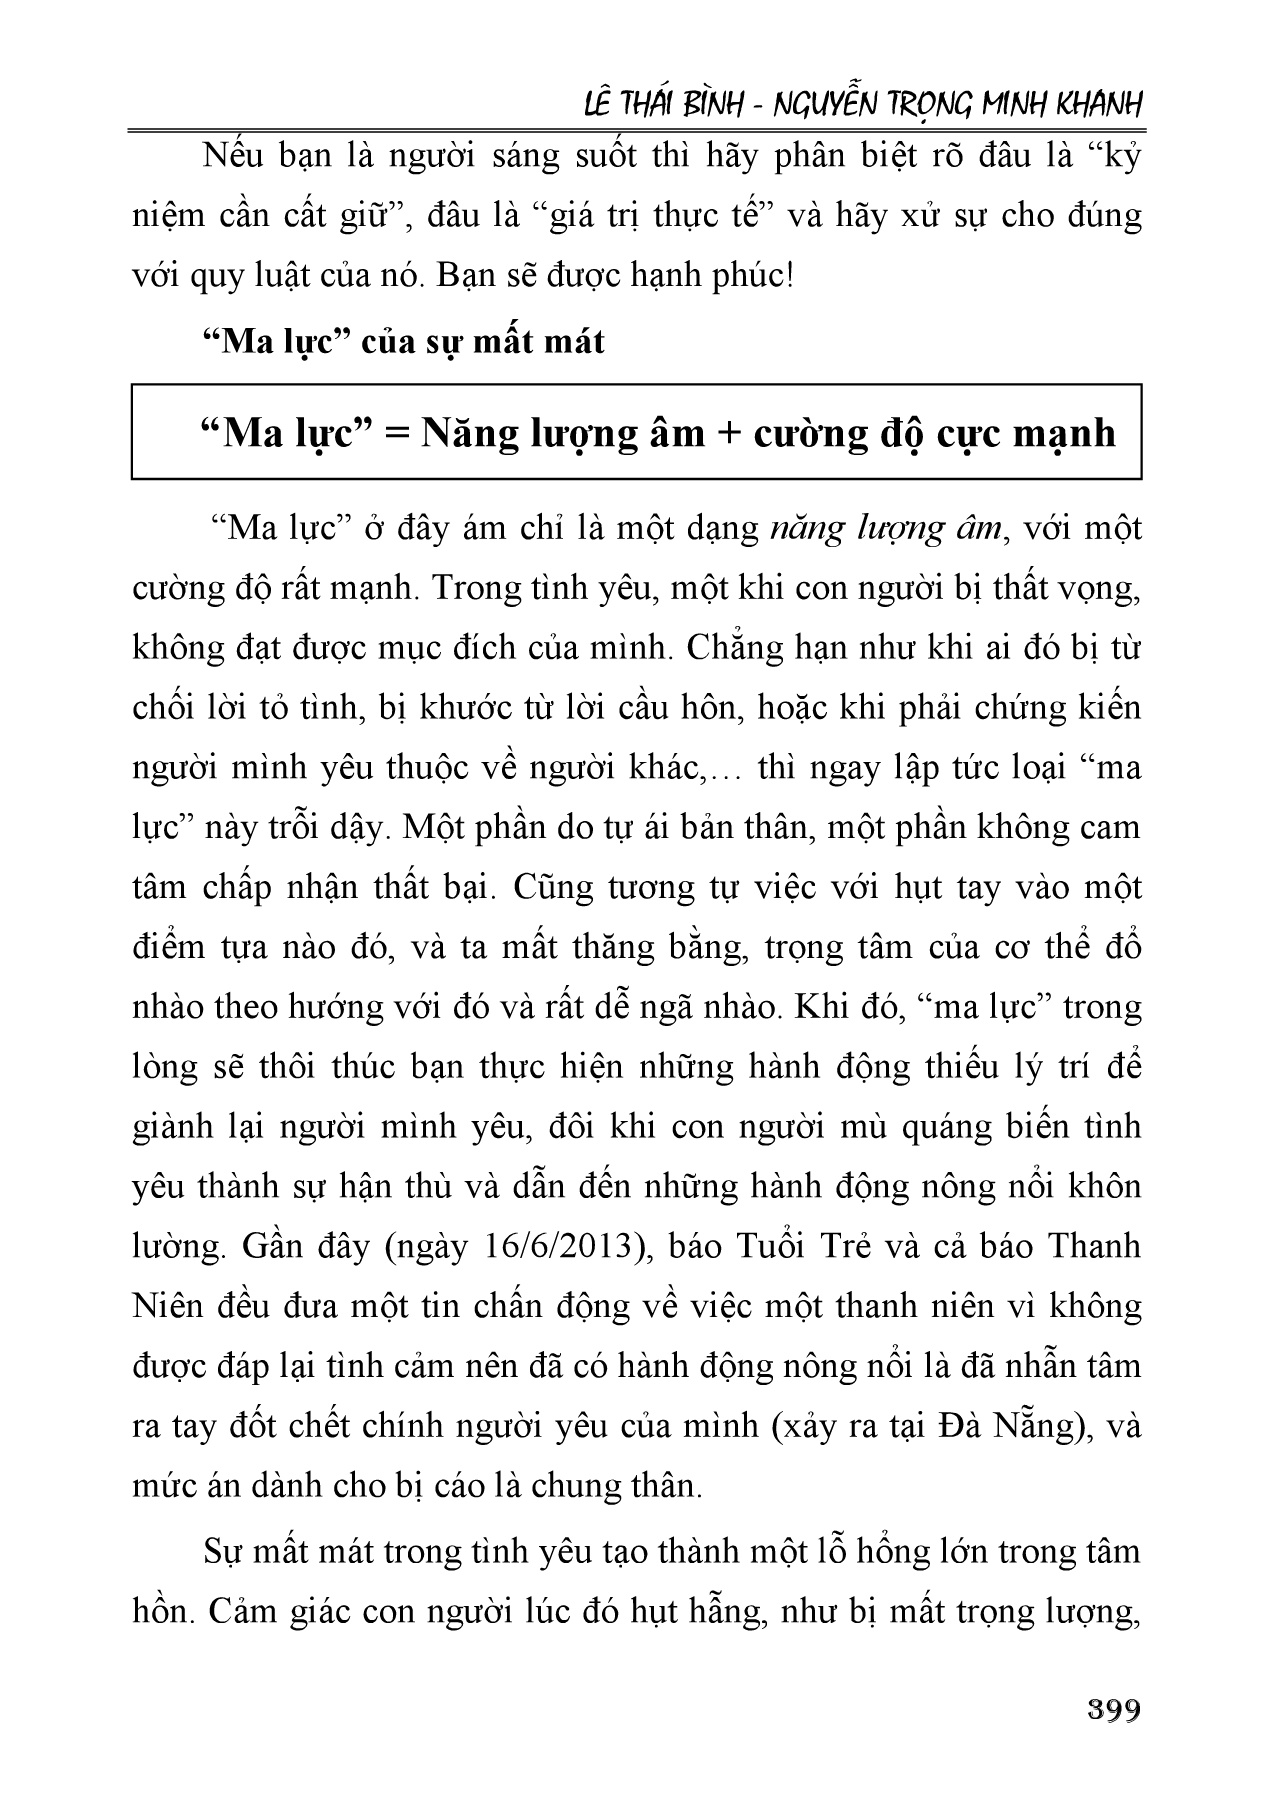 LÊ THÁI BÌNH - NGUYỄN TRỌNG MINH KHANH
Nếu bạn là người sáng suốt thì hãy phân biệt rõ đâu là “kỷ
niệm cần cất giữ”, đâu là “giá trị thực tế” và hãy xử sự cho đúng
với quy luật của nó. Bạn sẽ được hạnh phúc!
“Ma lực” của sự mất mát
“Ma lực” = Năng lượng âm + cường độ cực mạnh
“Ma lực” ở đây ám chỉ là một dạng năng lượng âm, với một
cường độ rất mạnh. Trong tình yêu, một khi con người bị thất vọng,
không đạt được mục đích của mình. Chẳng hạn như khi ai đó bị từ
chối lời tỏ tình, bị khước từ lời cầu hôn, hoặc khi phải chứng kiến
người mình yêu thuộc về người khác,… thì ngay lập tức loại “ma
lực” này trỗi dậy. Một phần do tự ái bản thân, một phần không cam
tâm chấp nhận thất bại. Cũng tương tự việc với hụt tay vào một
điểm tựa nào đó, và ta mất thăng bằng, trọng tâm của cơ thể đổ
nhào theo hướng với đó và rất dễ ngã nhào. Khi đó, “ma lực” trong
lòng sẽ thôi thúc bạn thực hiện những hành động thiếu lý trí để
giành lại người mình yêu, đôi khi con người mù quáng biến tình
yêu thành sự hận thù và dẫn đến những hành động nông nổi khôn
lường. Gần đây (ngày 16/6/2013), báo Tuổi Trẻ và cả báo Thanh
Niên đều đưa một tin chấn động về việc một thanh niên vì không
được đáp lại tình cảm nên đã có hành động nông nổi là đã nhẫn tâm
ra tay đốt chết chính người yêu của mình (xảy ra tại Đà Nẵng), và
mức án dành cho bị cáo là chung thân.
Sự mất mát trong tình yêu tạo thành một lỗ hổng lớn trong tâm
hồn. Cảm giác con người lúc đó hụt hẫng, như bị mất trọng lượng,
399